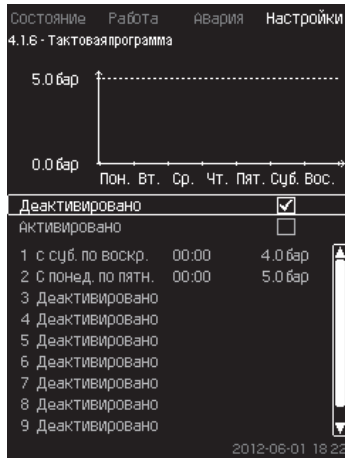 Состояние Работа Авария Настройки
4.1.6 - Тактовая программа
5.0 бар
0.0 бар
Пон. Вт. Ср. Чт. Пят. Суб. Вос.
Деактивировано
Активировано
1 с суб. по воскр. 00:00 4.0 бар
2 С понед. по пятн. 00:00 5.0 бар
3 Деактивировано
4 Деактивировано
5 Деактивировано
6 Деактивировано
7 Деактивировано
8 Деактивировано
9 Деактивировано
2012-06-01 18:22